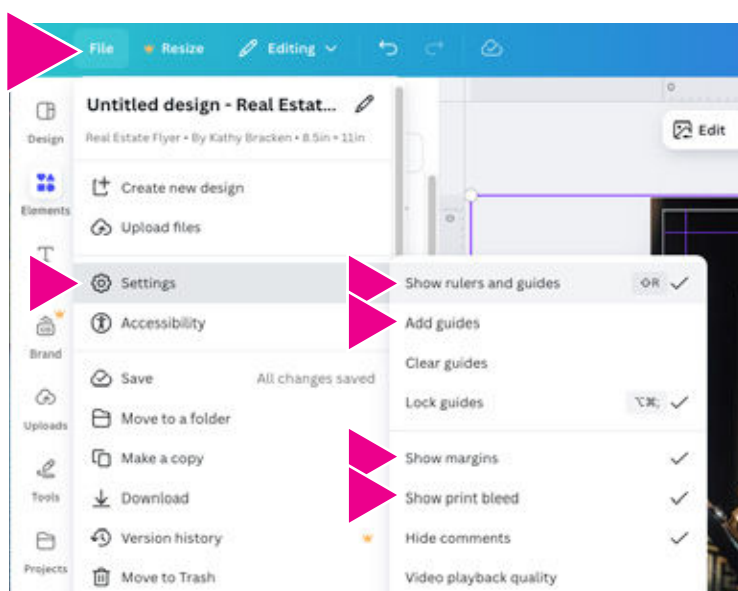 File Resize Editing
Untitled design - Real Estat...
Real Estate Flyer • By Kathy Bracken • 8.5in • 11in
Create new design
Upload files
Settings
Accessibility
Save All changes saved
Move to a folder
Make a copy
Download
Version history
Move to Trash
Design
Elements
T
Brand
Uploads
Tools
Projects
0
Edit
0
Show rulers and guides ⇧R
Add guides
Clear guides
Lock guides ⌥⌘;
Show margins
Show print bleed
Hide comments
Video playback quality